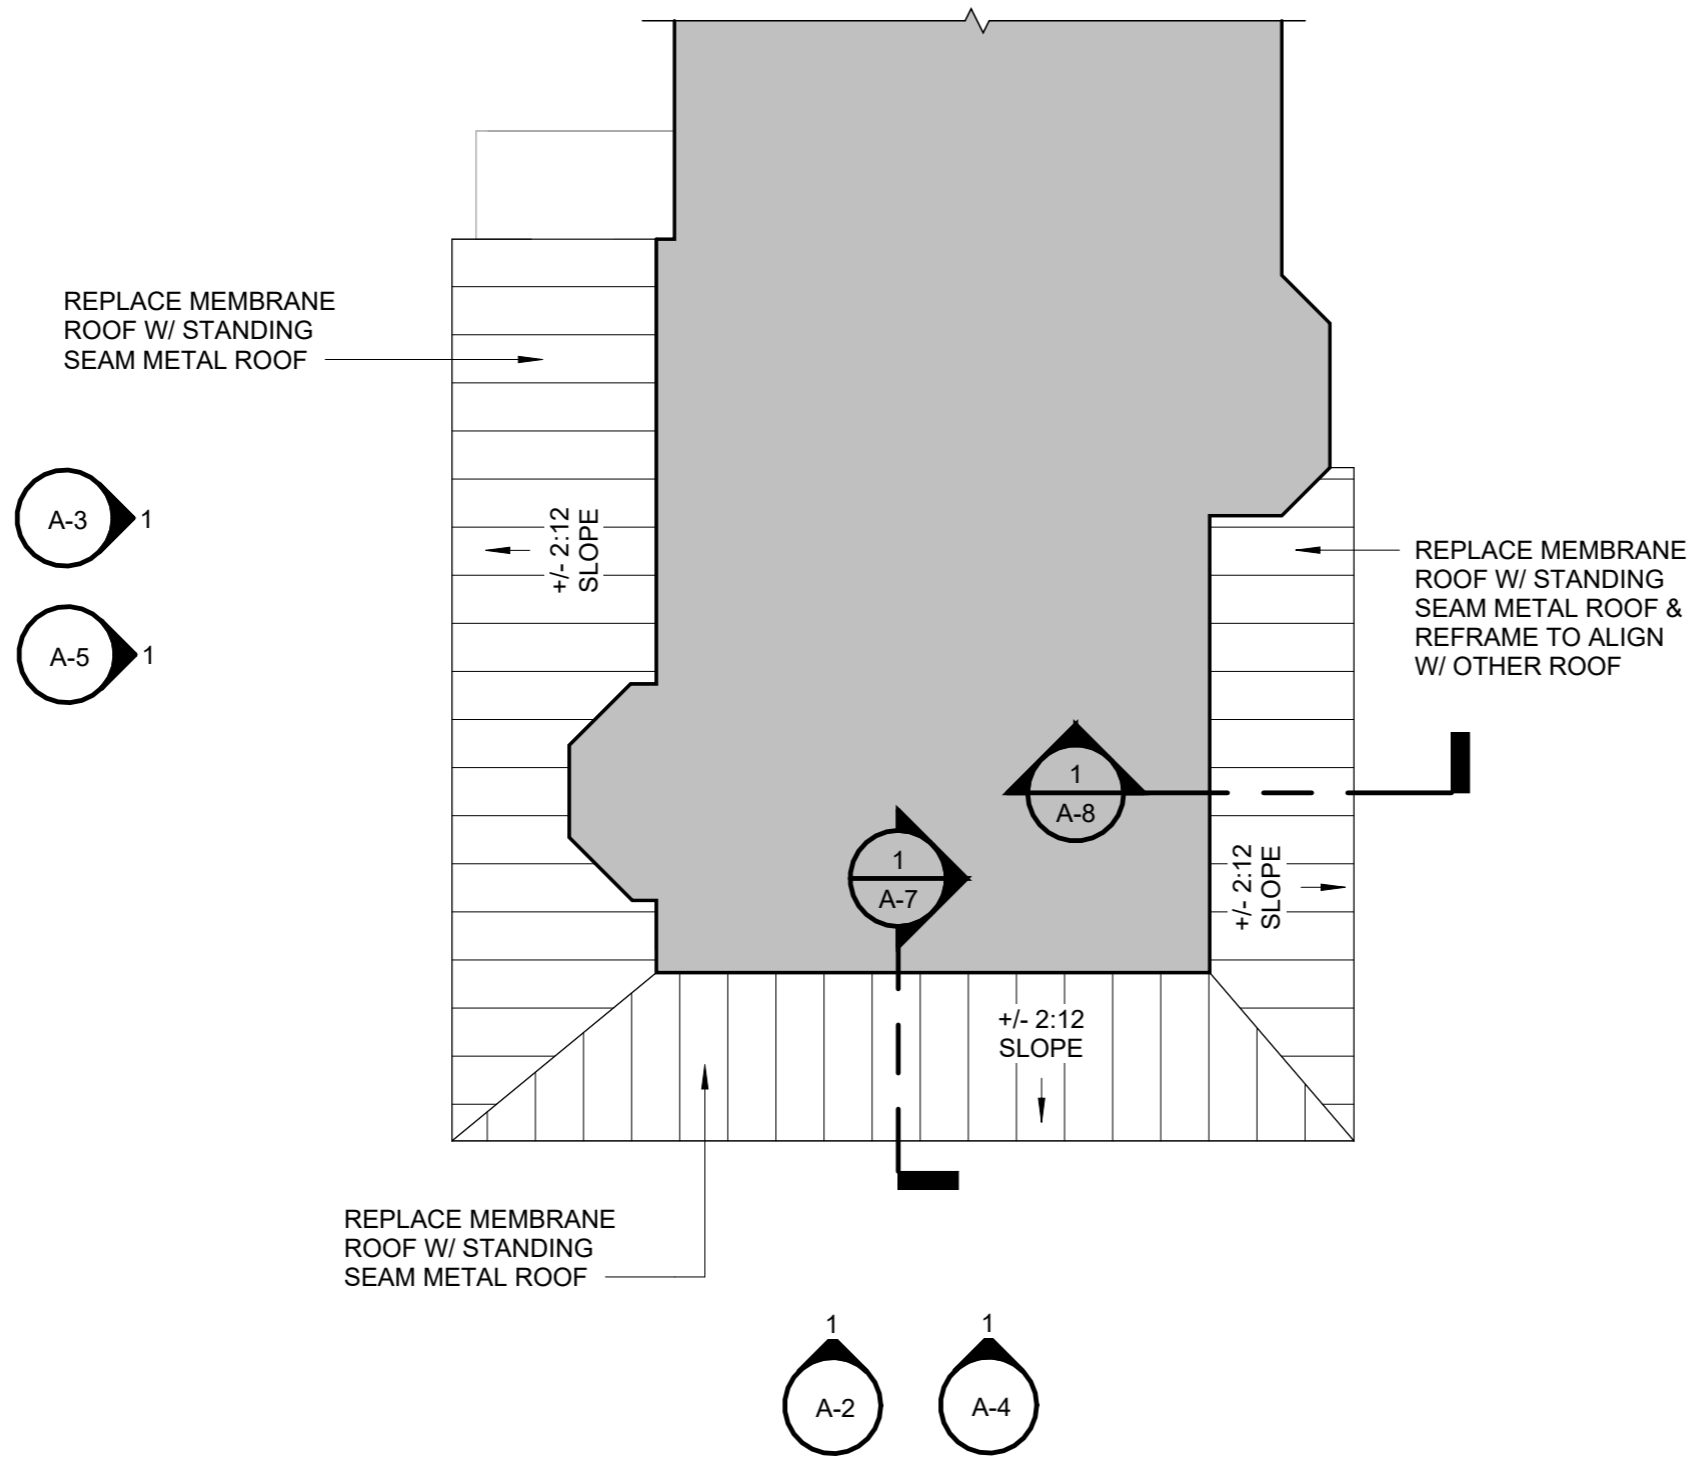 REPLACE MEMBRANE
ROOF W/ STANDING
SEAM METAL ROOF
A-3
1
A-5
1
+/- 2:12
SLOPE
REPLACE MEMBRANE
ROOF W/ STANDING
SEAM METAL ROOF &
REFRAME TO ALIGN
W/ OTHER ROOF
1
A-8
1
A-7
+/- 2:12
SLOPE
+/- 2:12
SLOPE
REPLACE MEMBRANE
ROOF W/ STANDING
SEAM METAL ROOF
1
A-2
1
A-4